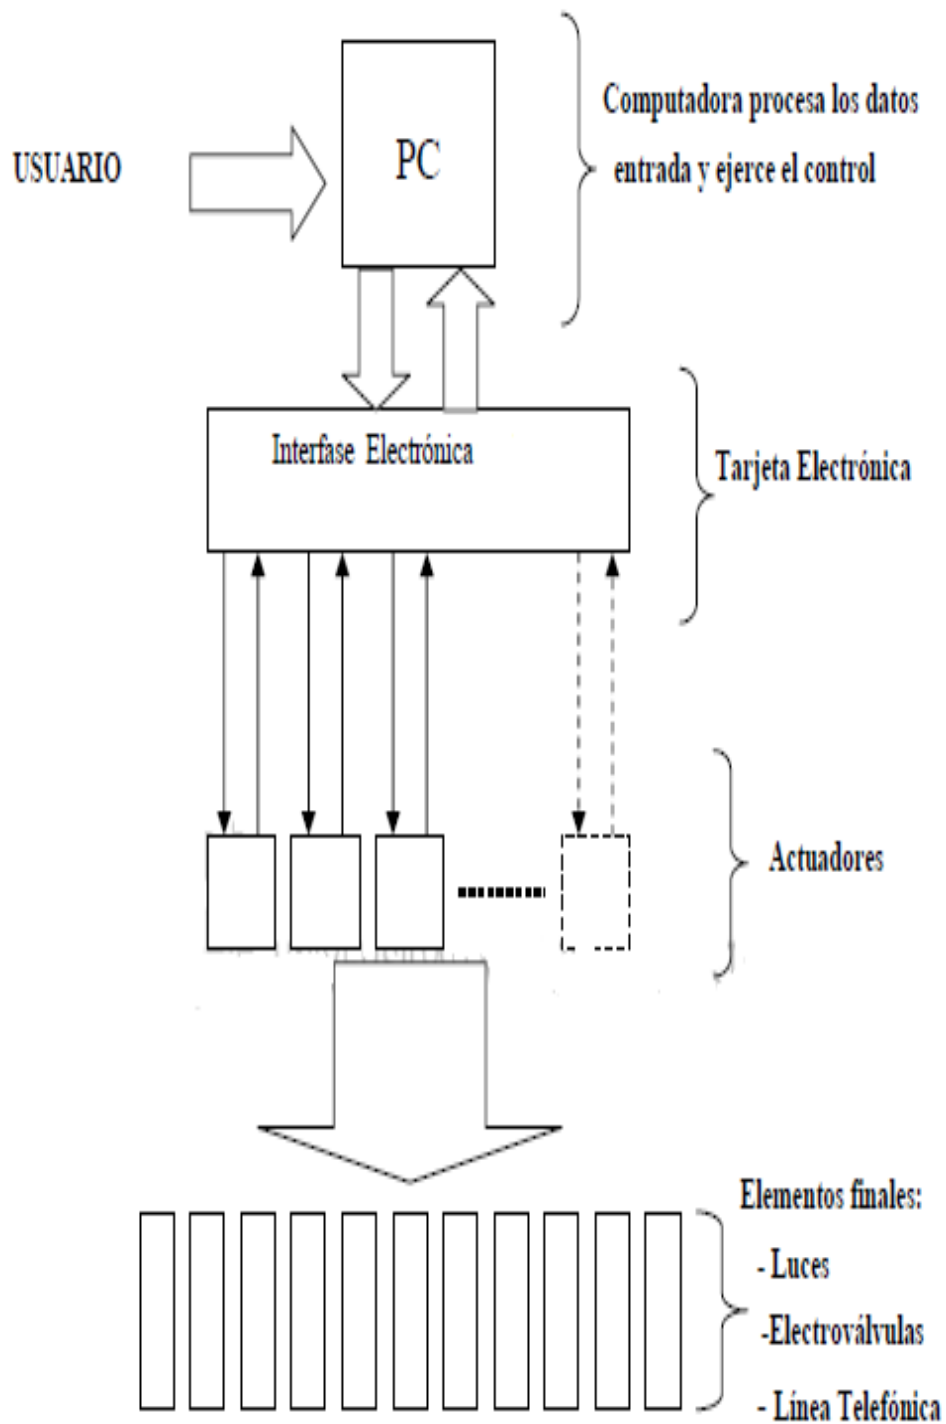 USUARIO
PC
Computadora procesa los datos
entrada y ejerce el control
Interfase Electrónica
Tarjeta Electrónica
Actuadores
Elementos finales:
- Luces
-Electroválvulas
- Línea Telefónica